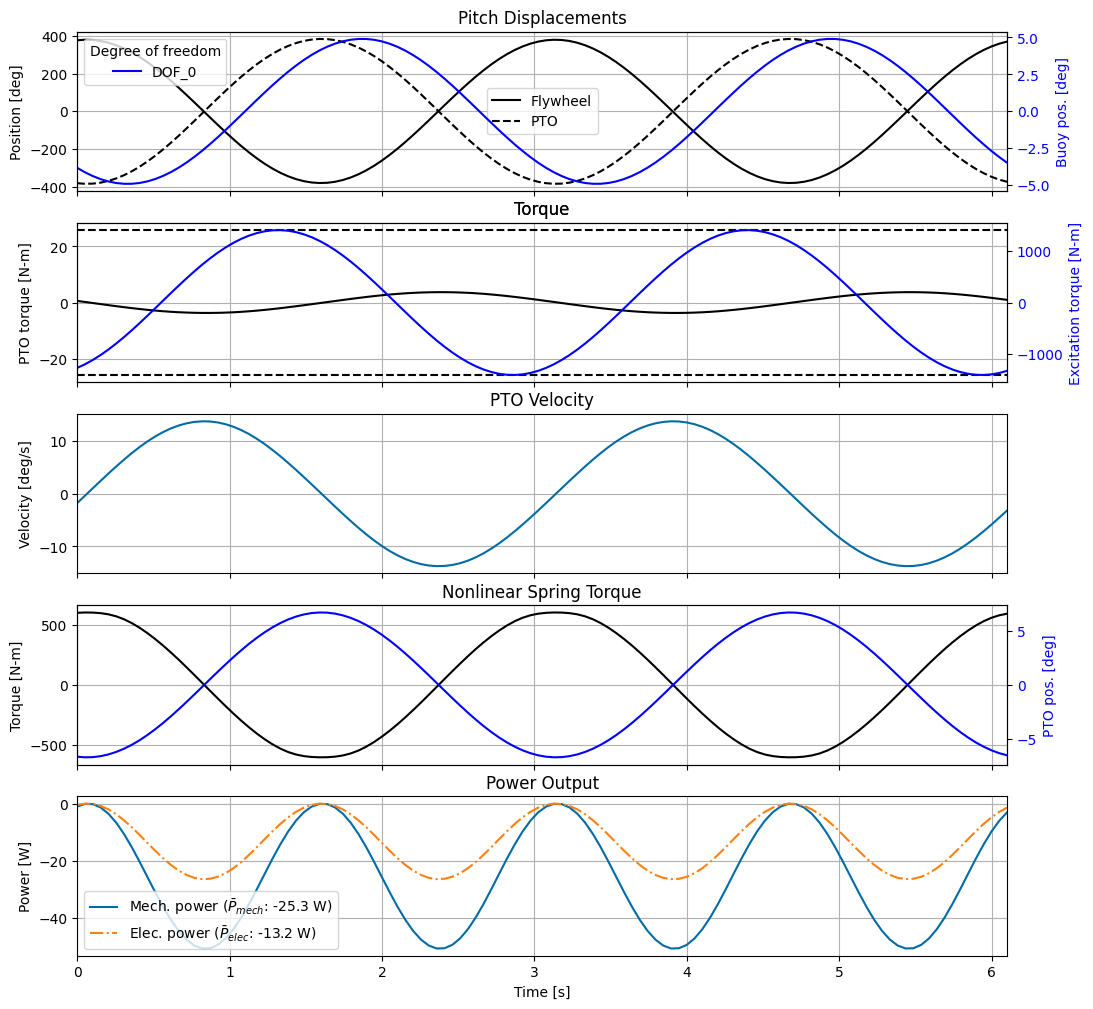 Pitch Displacements
Position [deg]
400
200
0
−200
−400
Degree of freedom
DOF_0
Flywheel
PTO
5.0
2.5
0.0
−2.5
−5.0
Buoy pos. [deg]
Torque
PTO torque [N-m]
20
0
−20
1000
0
−1000
Excitation torque [N-m]
PTO Velocity
Velocity [deg/s]
10
0
−10
Nonlinear Spring Torque
Torque [N-m]
500
0
−500
5
0
−5
PTO pos. [deg]
Power Output
Power [W]
0
−20
−40
Mech. power (P̄mech: -25.3 W)
Elec. power (P̄elec: -13.2 W)
0 1 2 3 4 5 6
Time [s]